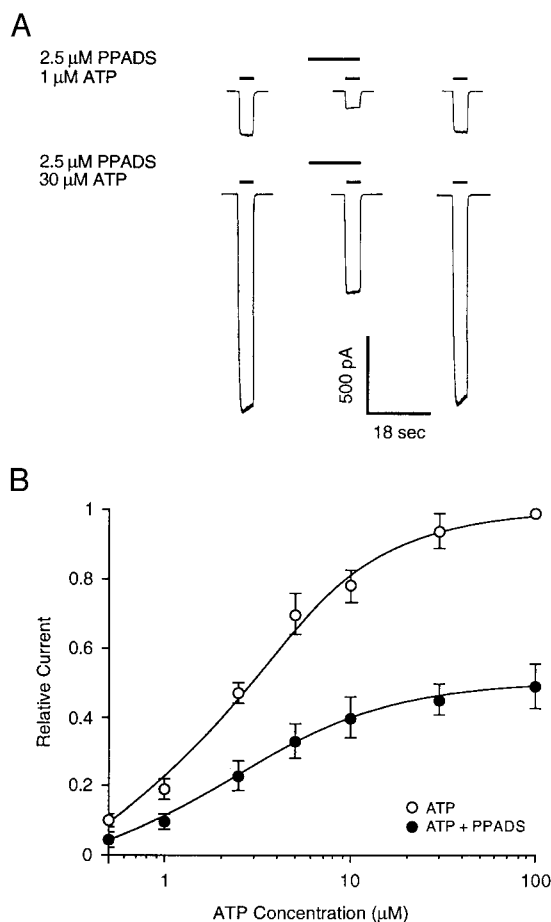 A
2.5 µM PPADS
1 µM ATP
2.5 µM PPADS
30 µM ATP
500 pA
18 sec
B
Relative Current
1
0.8
0.6
0.4
0.2
0
ATP
ATP + PPADS
1
10
100
ATP Concentration (µM)